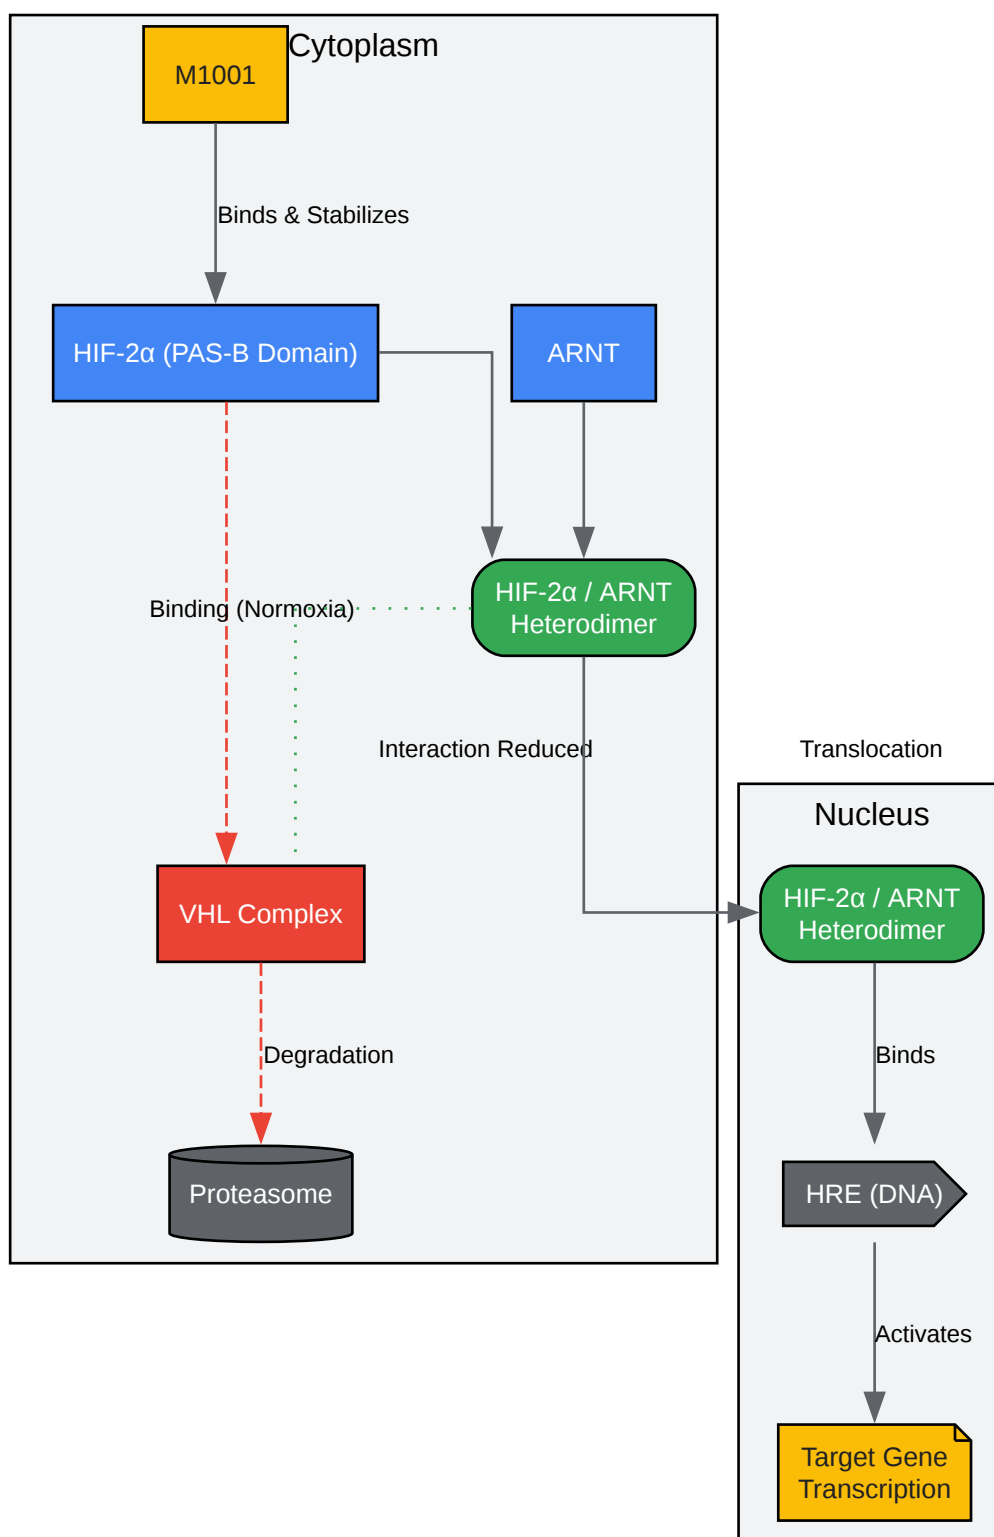 Cytoplasm
M1001
Binds & Stabilizes
HIF-2α (PAS-B Domain)
ARNT
HIF-2α / ARNT
Heterodimer
Binding (Normoxia)
Interaction Reduced
Translocation
Nucleus
VHL Complex
HIF-2α / ARNT
Heterodimer
Degradation
Binds
Proteasome
HRE (DNA)
Activates
Target Gene
Transcription